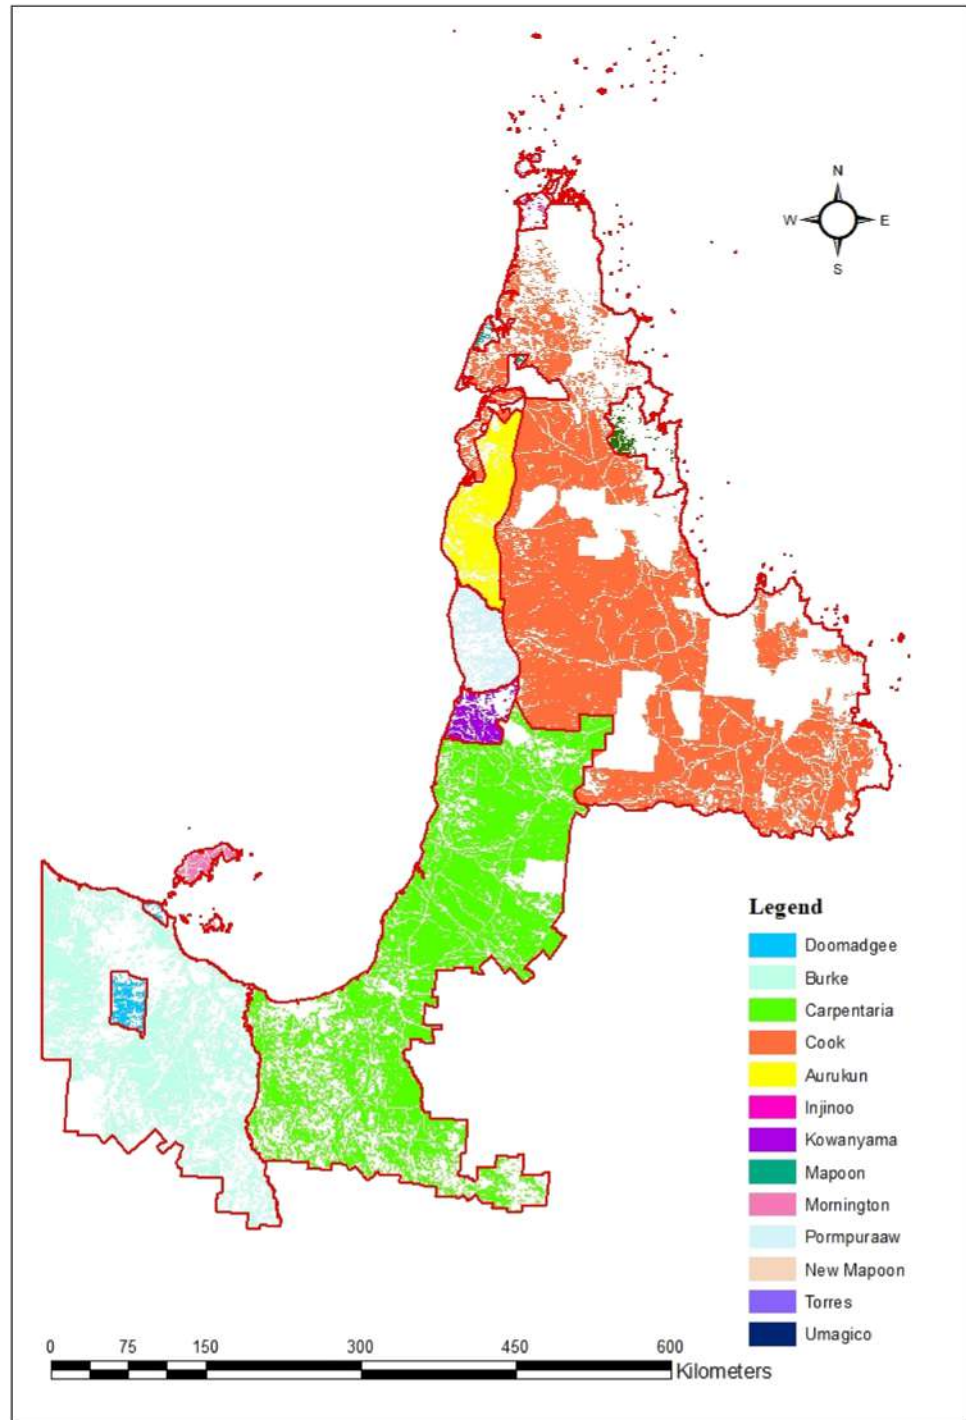 N
W E
S
Legend
Doomadgee
Burke
Carpentaria
Cook
Aurukun
Injinoo
Kowanyama
Mapoon
Mornington
Pormpuraaw
New Mapoon
Torres
Umagico
0 75 150 300 450 600
Kilometers